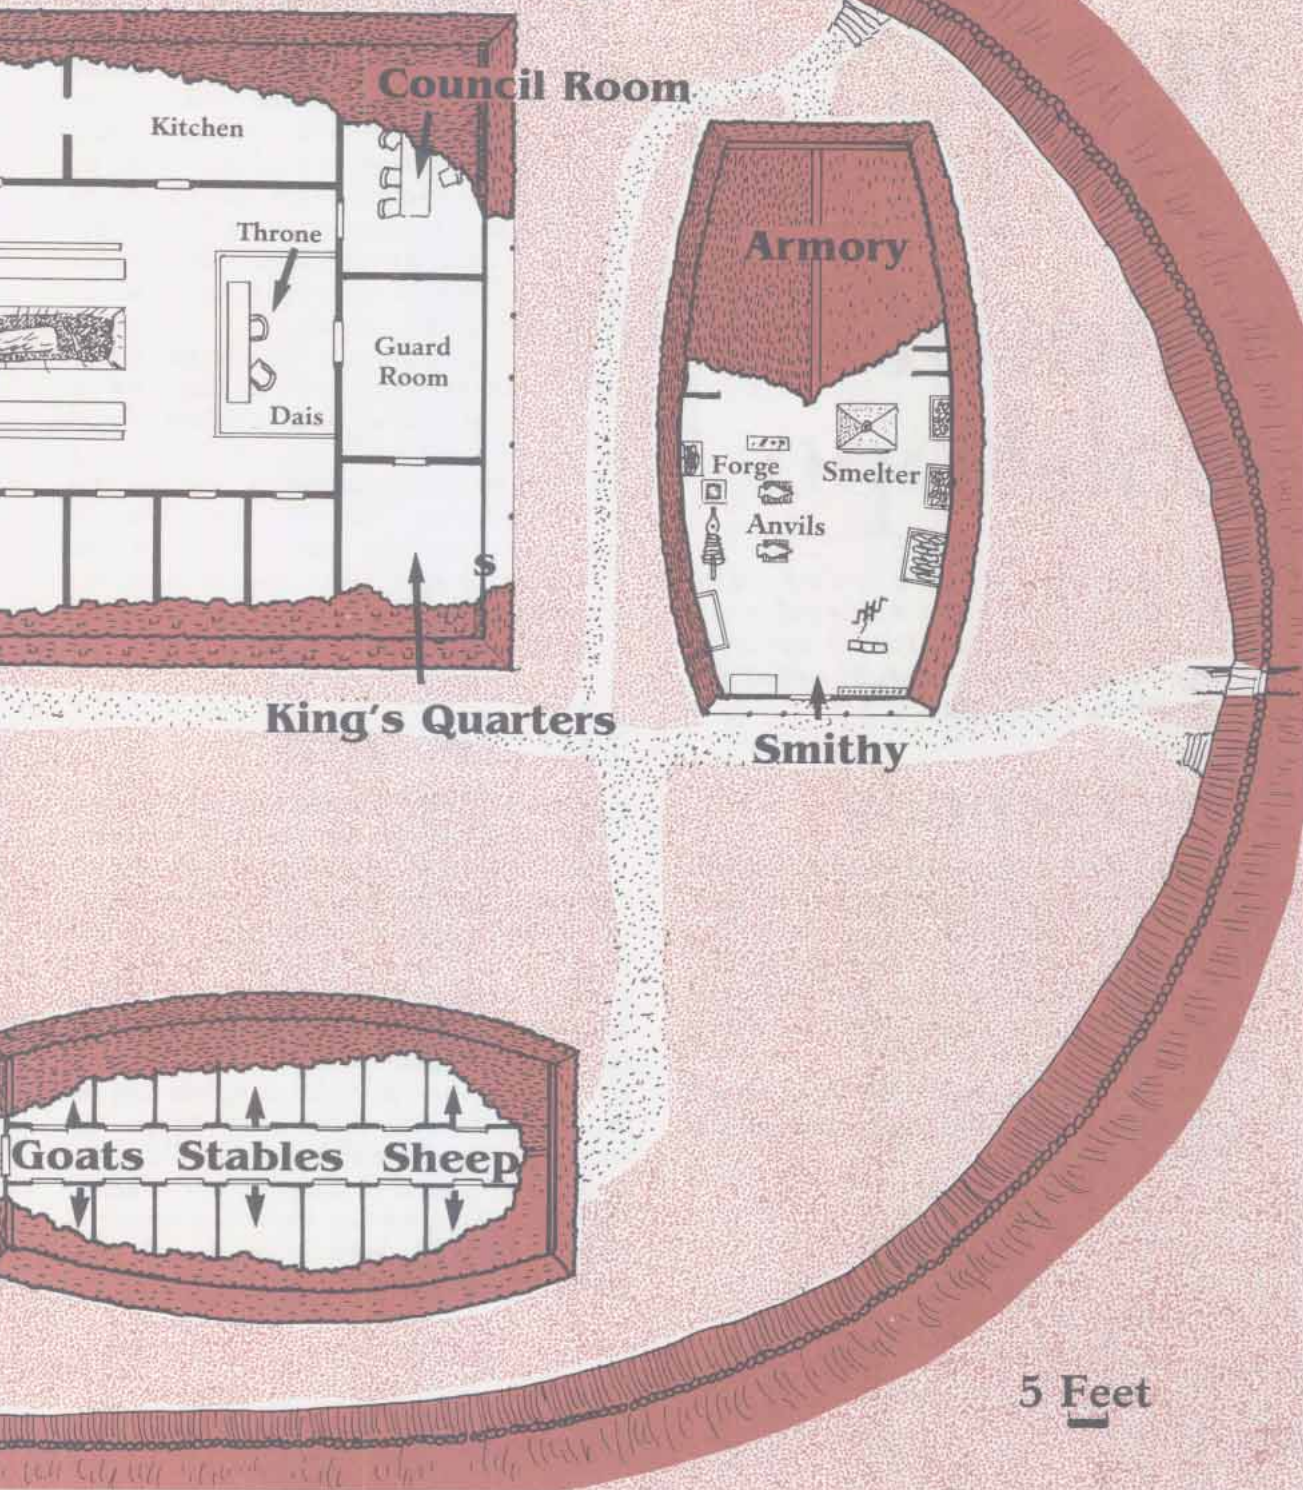 Council Room
Kitchen
Throne
Armory
Guard
Room
Dais
Forge
Smelter
Anvils
S
King's Quarters
Smithy
Goats
Stables
Sheep
5 Feet